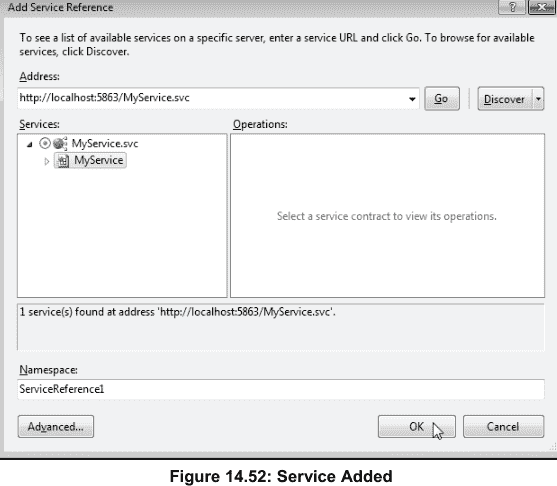 Add Service Reference
To see a list of available services on a specific server, enter a service URL and click Go. To browse for available
services, click Discover.
Address:
http://localhost:5863/MyService.svc
Go
Discover
Services:
Operations:
MyService.svc
MyService
Select a service contract to view its operations.
1 service(s) found at address 'http://localhost:5863/MyService.svc'.
Namespace:
ServiceReference1
Advanced...
OK
Cancel
Figure 14.52: Service Added